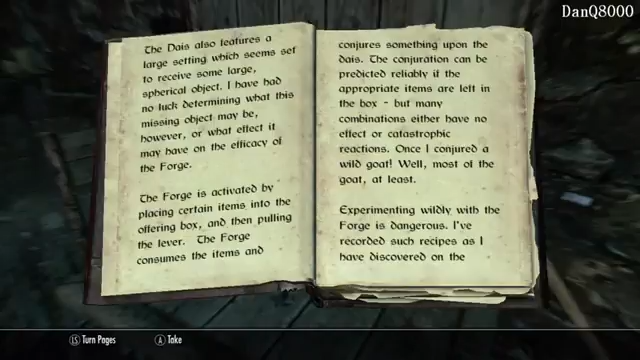 DanQ8000
The Dais also features a
large setting which seems set
to receive some large,
spherical object. I have had
no luck determining what this
missing object may be,
however, or what effect it
may have on the efficacy of
the Forge.
The Forge is activated by
placing certain items into the
offering box, and then pulling
the lever. The Forge
consumes the items and
conjures something upon the
dais. The conjuration can be
predicted reliably if the
appropriate items are left in
the box - but many
combinations either have no
effect or catastrophic
reactions. Once I conjured a
wild goat! Well, most of the
goat, at least.
Experimenting wildly with the
Forge is dangerous. I've
recorded such recipes as I
have discovered on the
LS Turn Pages
A Take